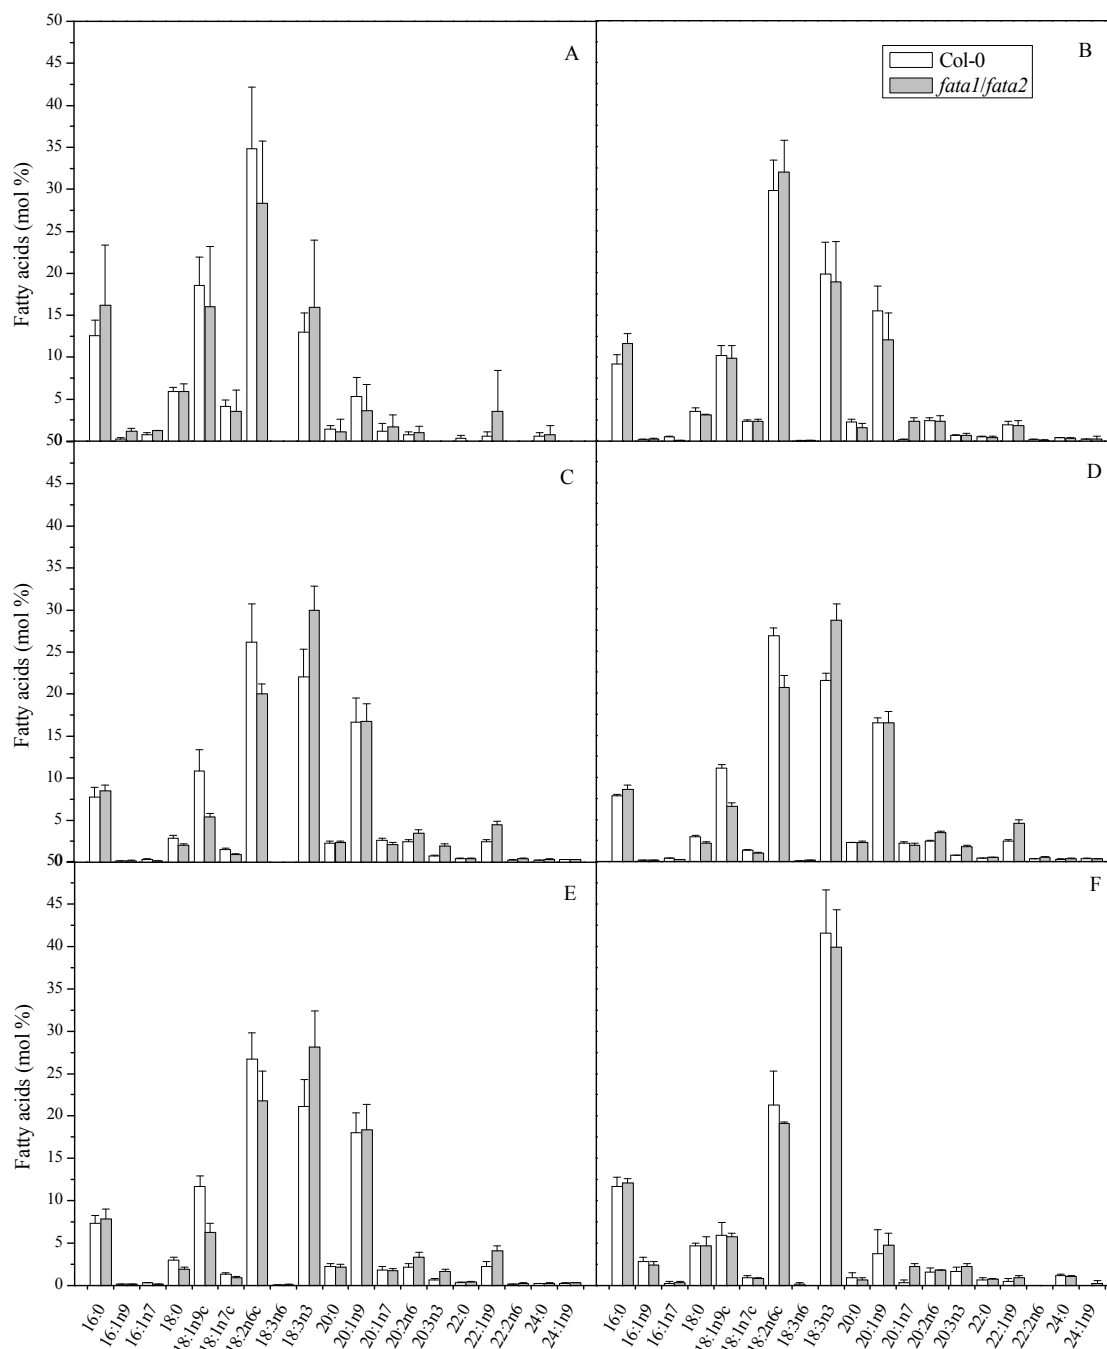 50
45
40
35
30
25
20
15
10
5
0
Fatty acids (mol %)
A
B
Col-0
fata1/fata2
50
45
40
35
30
25
20
15
10
5
0
Fatty acids (mol %)
C
D
50
45
40
35
30
25
20
15
10
5
0
Fatty acids (mol %)
E
F
16:0
16:1n9
16:1n7
18:0
18:1n9c
18:1n7c
18:2n6c
18:3n6
18:3n3
20:0
20:1n9
20:1n7
20:2n6
20:3n3
22:0
22:1n9
22:2n6
24:0
24:1n9
16:0
16:1n9
16:1n7
18:0
18:1n9c
18:1n7c
18:2n6c
18:3n6
18:3n3
20:0
20:1n9
20:1n7
20:2n6
20:3n3
22:0
22:1n9
22:2n6
24:0
24:1n9